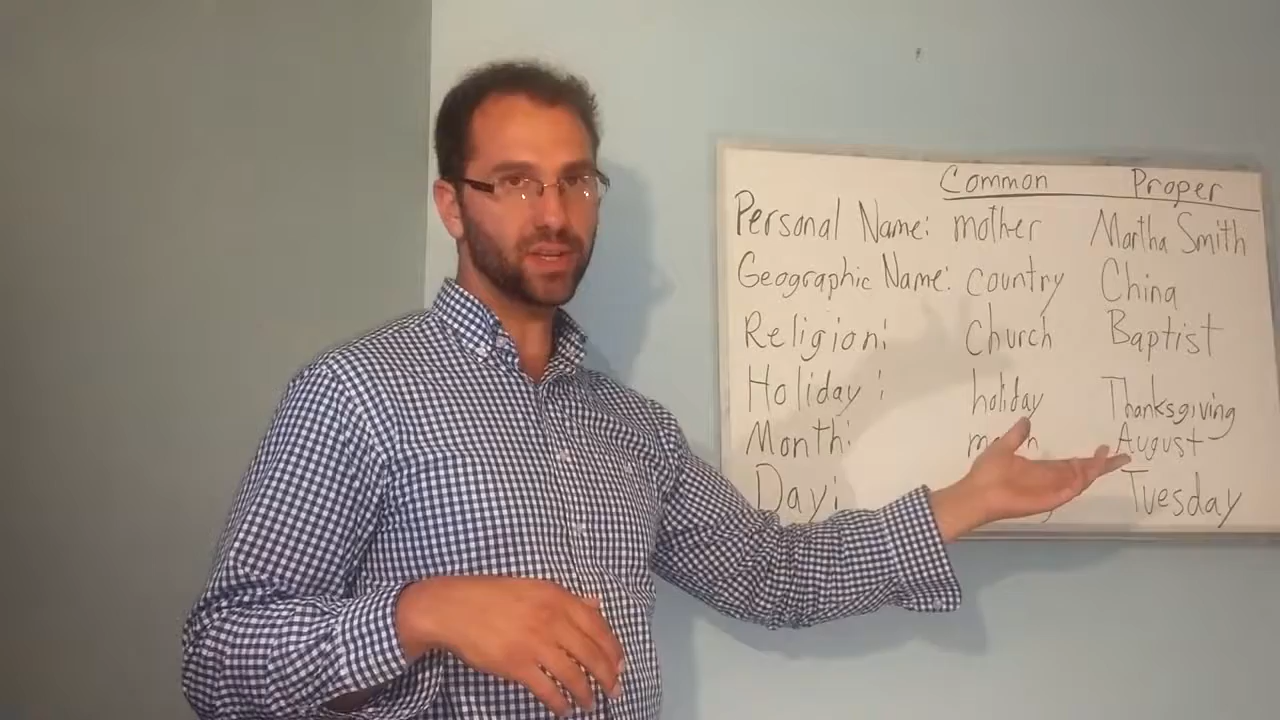 Common Proper
Personal Name: mother Martha Smith
Geographic Name: country China
Religion: Church Baptist
Holiday: holiday Thanksgiving
Month: August
Day: Tuesday